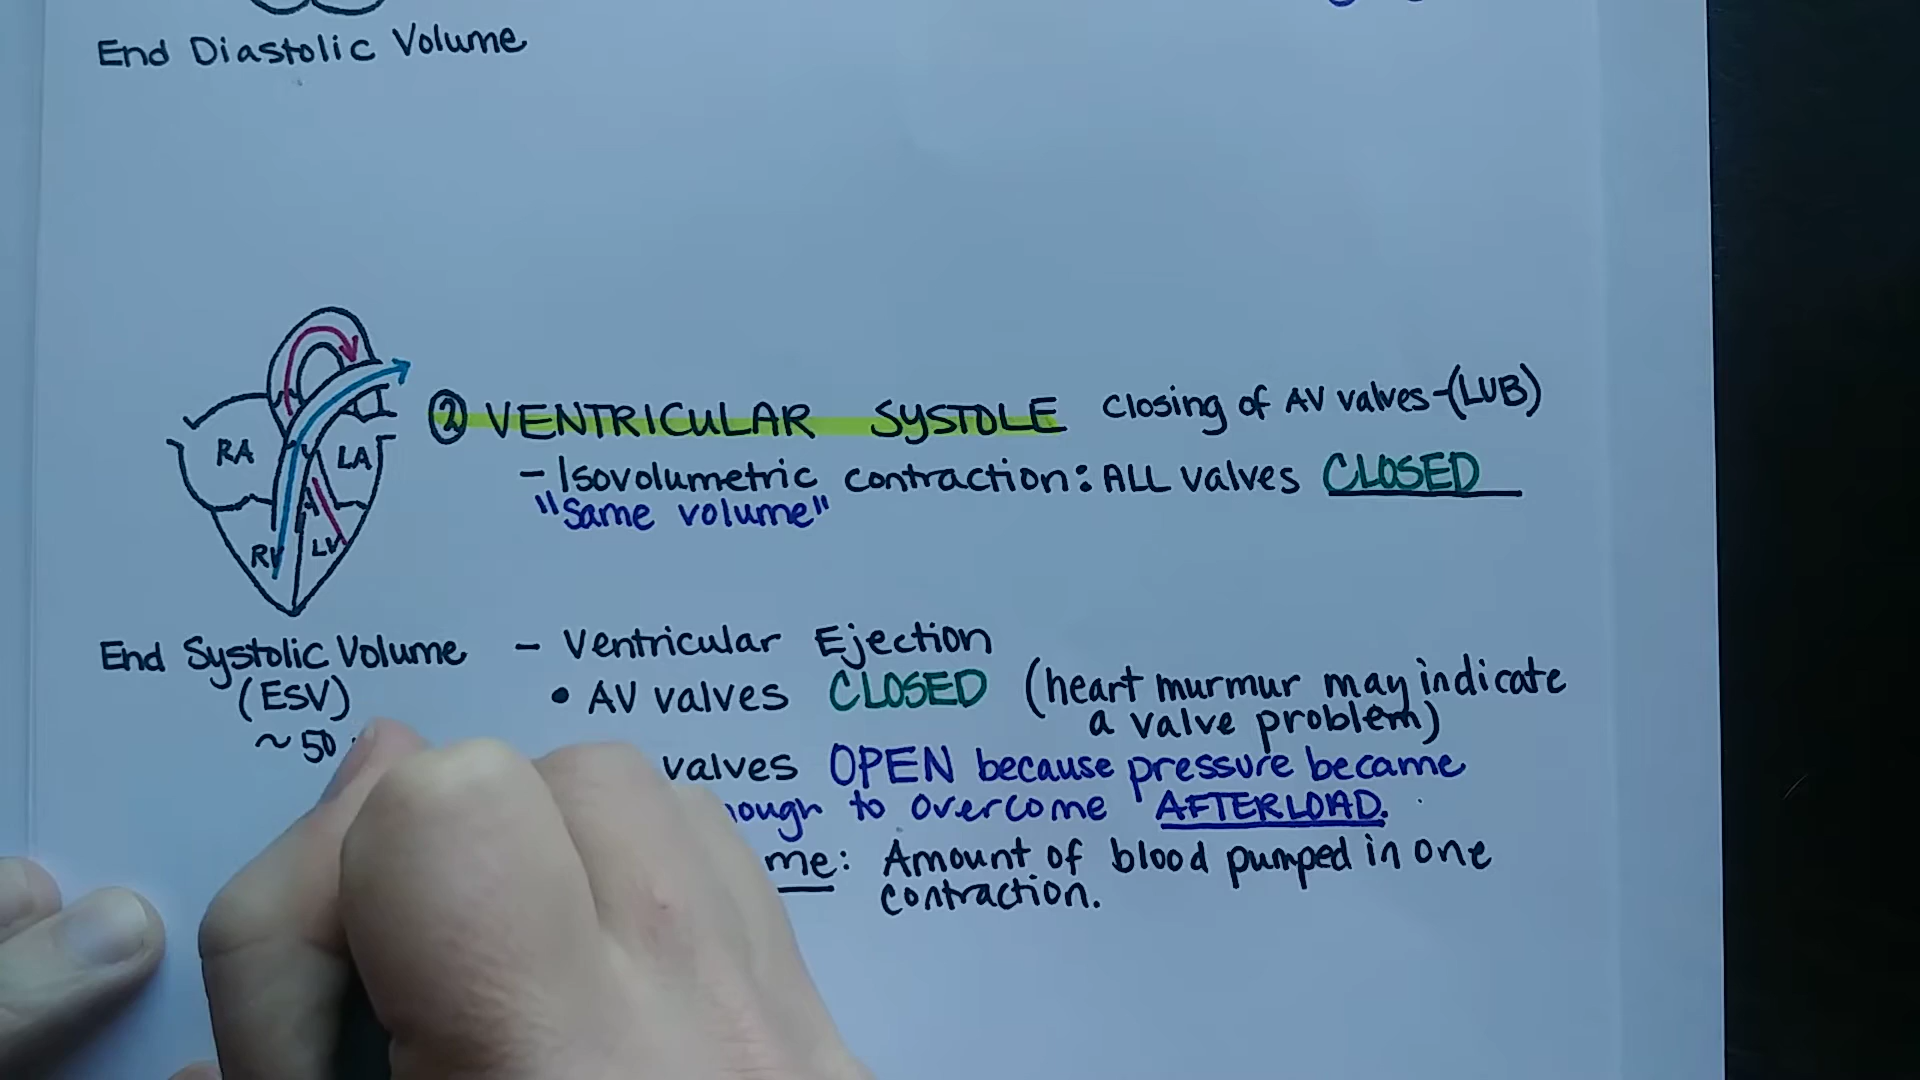 End Diastolic Volume
② VENTRICULAR SYSTOLE closing of AV valves-(LUB)
- Isovolumetric contraction: ALL valves CLOSED
"Same volume"
RA
LA
RV
LV
End Systolic Volume
(ESV)
~50
- Ventricular Ejection
• AV valves CLOSED (heart murmur may indicate
a valve problem)
valves OPEN because pressure became
to overcome AFTERLOAD.
: Amount of blood pumped in one
contraction.